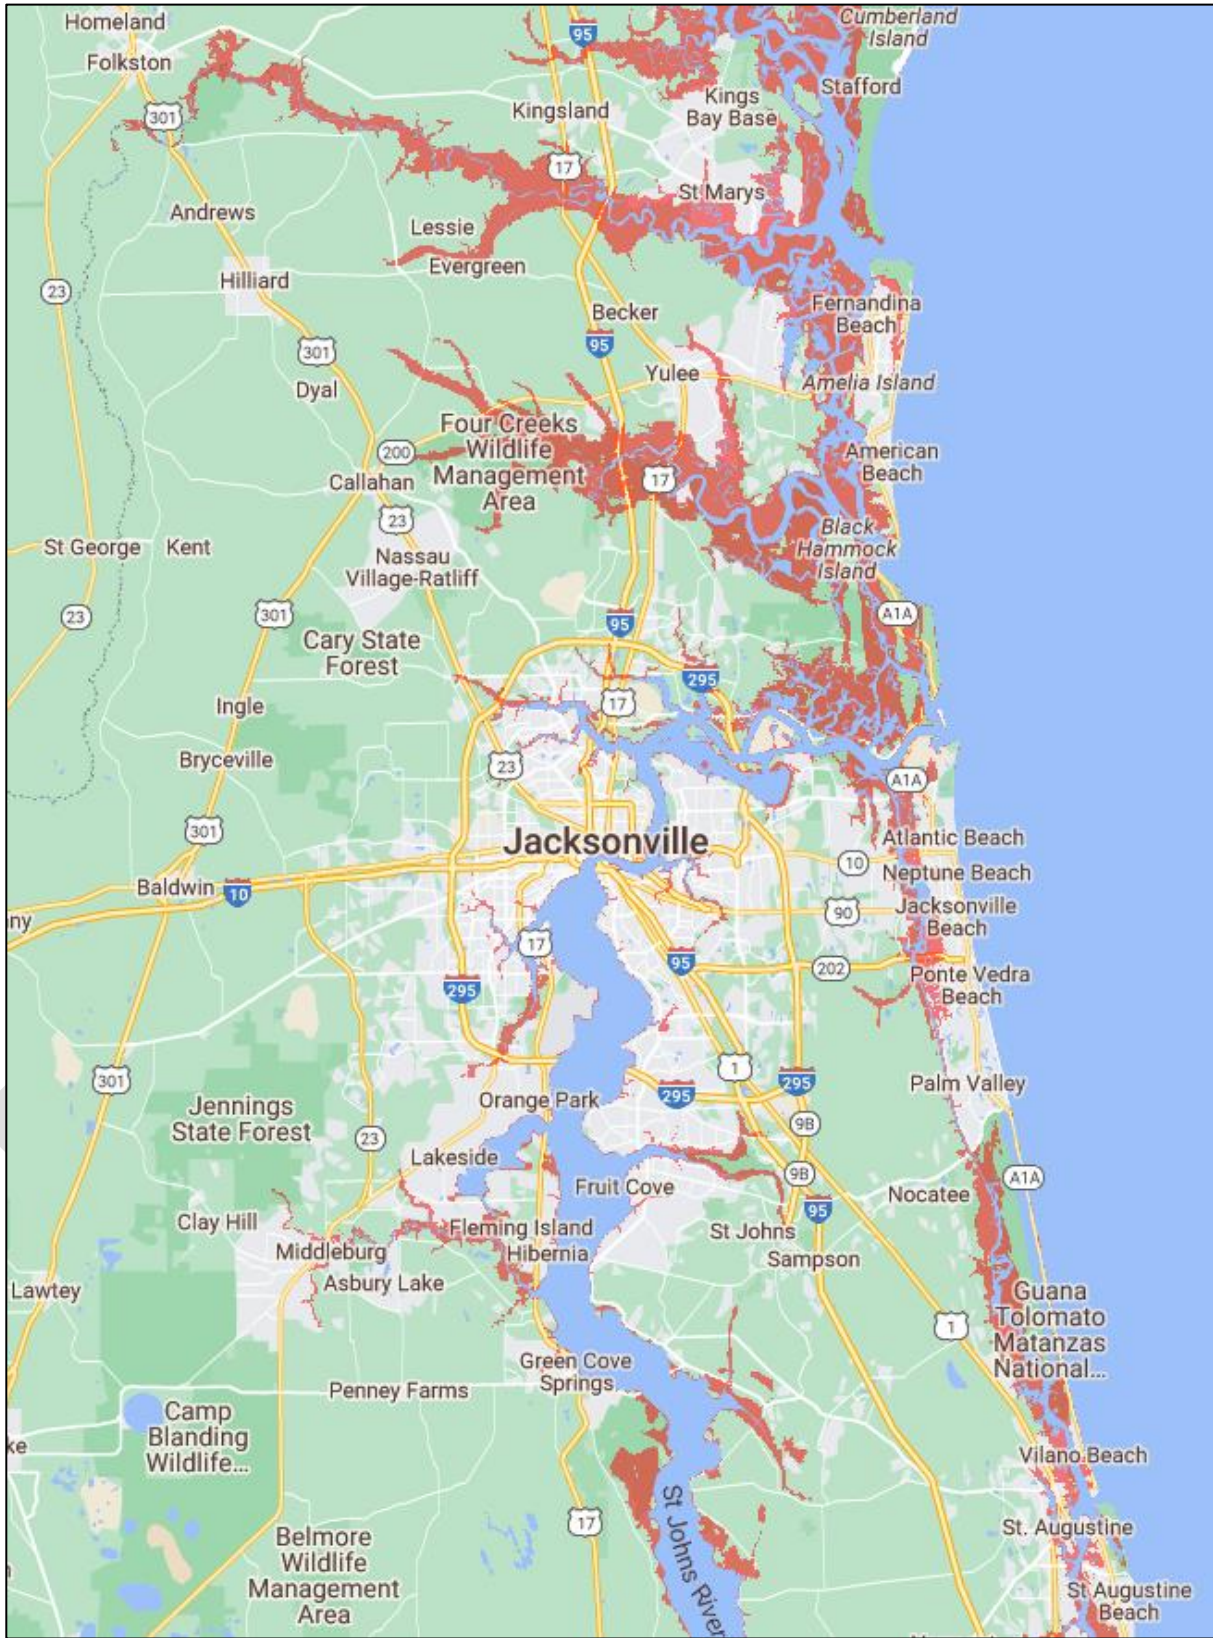 Homeland
Cumberland
Island
95
Folkston
Stafford
Kings
Bay Base
Kingsland
301
17
St Marys
Andrews
Lessie
Evergreen
Hilliard
23
Fernandina
Beach
Becker
95
301
Yulee
Dyal
Amelia Island
Four Creeks
Wildlife
Management
Area
200
American
Beach
Callahan
17
23
Black
Hammock
Island
St George
Kent
Nassau
Village-Ratliff
301
23
95
A1A
Cary State
Forest
295
17
Ingle
Bryceville
23
A1A
301
Jacksonville
Atlantic Beach
10
Neptune Beach
Baldwin
10
Jacksonville
Beach
90
ny
17
95
202
Ponte Vedra
Beach
295
1
301
295
Palm Valley
295
Orange Park
Jennings
State Forest
9B
23
Lakeside
9B
A1A
Fruit Cove
Nocatee
95
Clay Hill
Fleming Island
St Johns
Middleburg
Hibernia
Sampson
Asbury Lake
Lawtey
Guana
Tolomato
Matanzas
National...
1
Green Cove
Springs
Penney Farms
Camp
Blanding
Wildlife...
ke
Vilano Beach
St Johns River
17
St. Augustine
Belmore
Wildlife
Management
Area
St Augustine
Beach